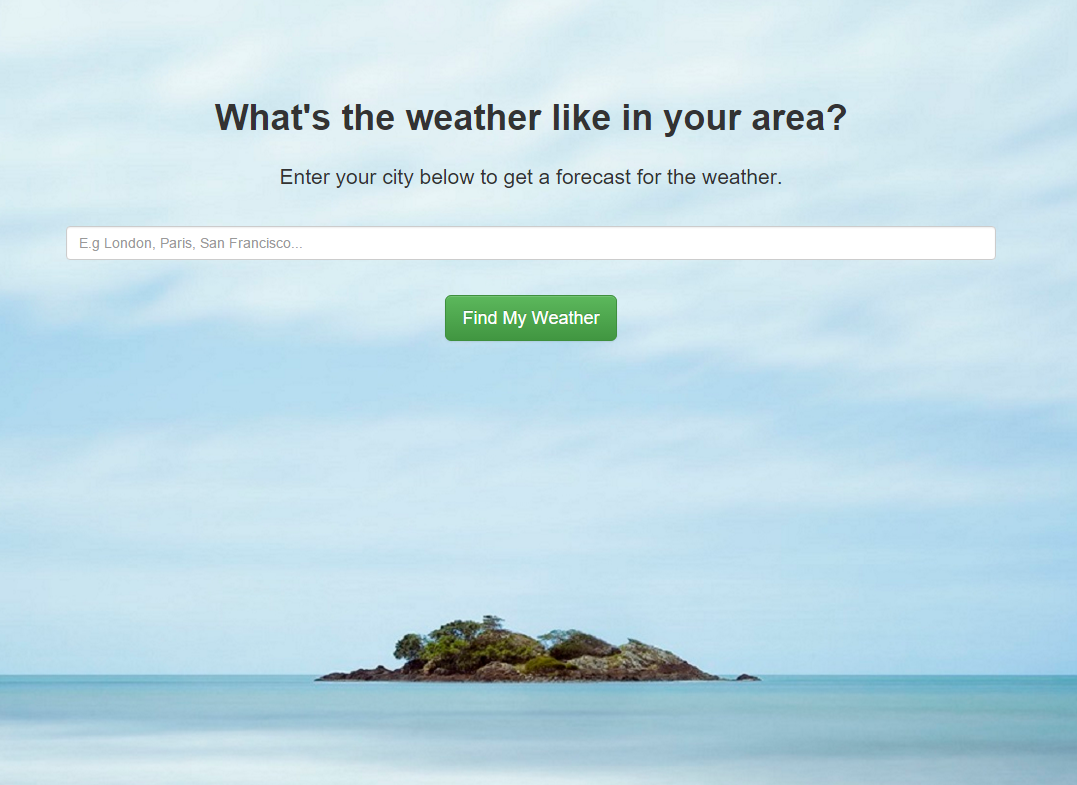 What's the weather like in your area?
Enter your city below to get a forecast for the weather.
E.g London, Paris, San Francisco...
Find My Weather